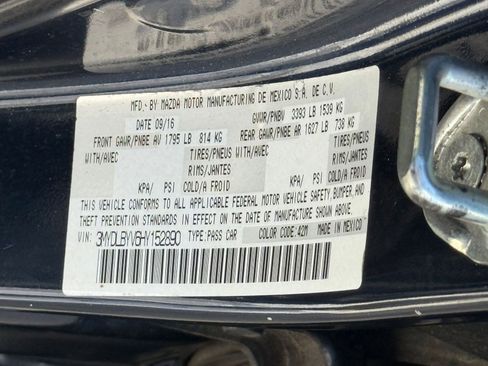 MFD. BY MAZDA MOTOR MANUFACTURING DE MEXICO S.A. DE C.V.
DATE 09/16 GVWR/PNBV 3393 LB 1539 KG
FRONT GAWR/PNBE AV 1795 LB 814 KG REAR GAWR/PNBE AR 1627 LB 738 KG
WITH/AVEC TIRES/PNEUS WITH/AVEC TIRES/PNEUS
RIMS/JANTES RIMS/JANTES
KPA/ PSI COLD/A FROID KPA/ PSI COLD/A FROID
THIS VEHICLE CONFORMS TO ALL APPLICABLE FEDERAL MOTOR VEHICLE SAFETY, BUMPER AND
THEFT PREVENTION STANDARDS IN EFFECT ON THE DATE OF MANUFACTURE SHOWN ABOVE.
VIN: 3MYDLBYV6HY152890 TYPE:PASS CAR COLOR CODE:42M MADE IN MEXICO